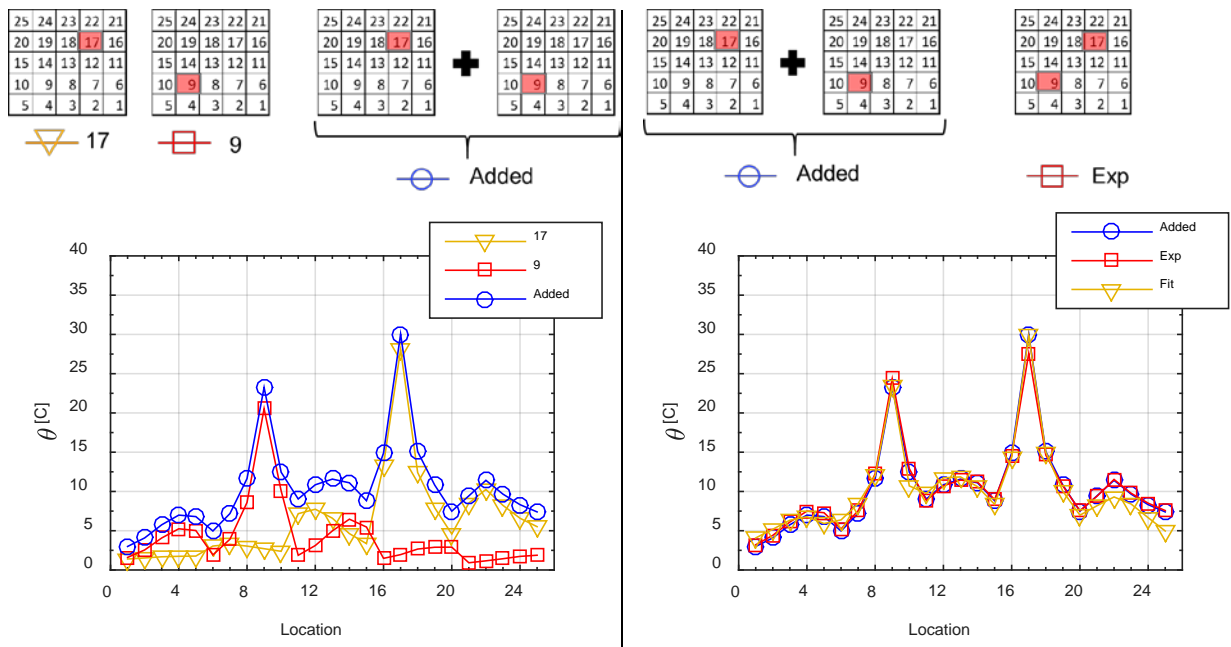 25 24 23 22 21
20 19 18 17 16
15 14 13 12 11
10 9 8 7 6
5 4 3 2 1
25 24 23 22 21
20 19 18 17 16
15 14 13 12 11
10 9 8 7 6
5 4 3 2 1
25 24 23 22 21
20 19 18 17 16
15 14 13 12 11
10 9 8 7 6
5 4 3 2 1
25 24 23 22 21
20 19 18 17 16
15 14 13 12 11
10 9 8 7 6
5 4 3 2 1
17
9
Added
25 24 23 22 21
20 19 18 17 16
15 14 13 12 11
10 9 8 7 6
5 4 3 2 1
25 24 23 22 21
20 19 18 17 16
15 14 13 12 11
10 9 8 7 6
5 4 3 2 1
25 24 23 22 21
20 19 18 17 16
15 14 13 12 11
10 9 8 7 6
5 4 3 2 1
Added
Exp
17
9
Added
40
35
30
25
20
15
10
5
0
θ [C]
0 4 8 12 16 20 24
Location
Added
Exp
Fit
40
35
30
25
20
15
10
5
0
θ [C]
0 4 8 12 16 20 24
Location